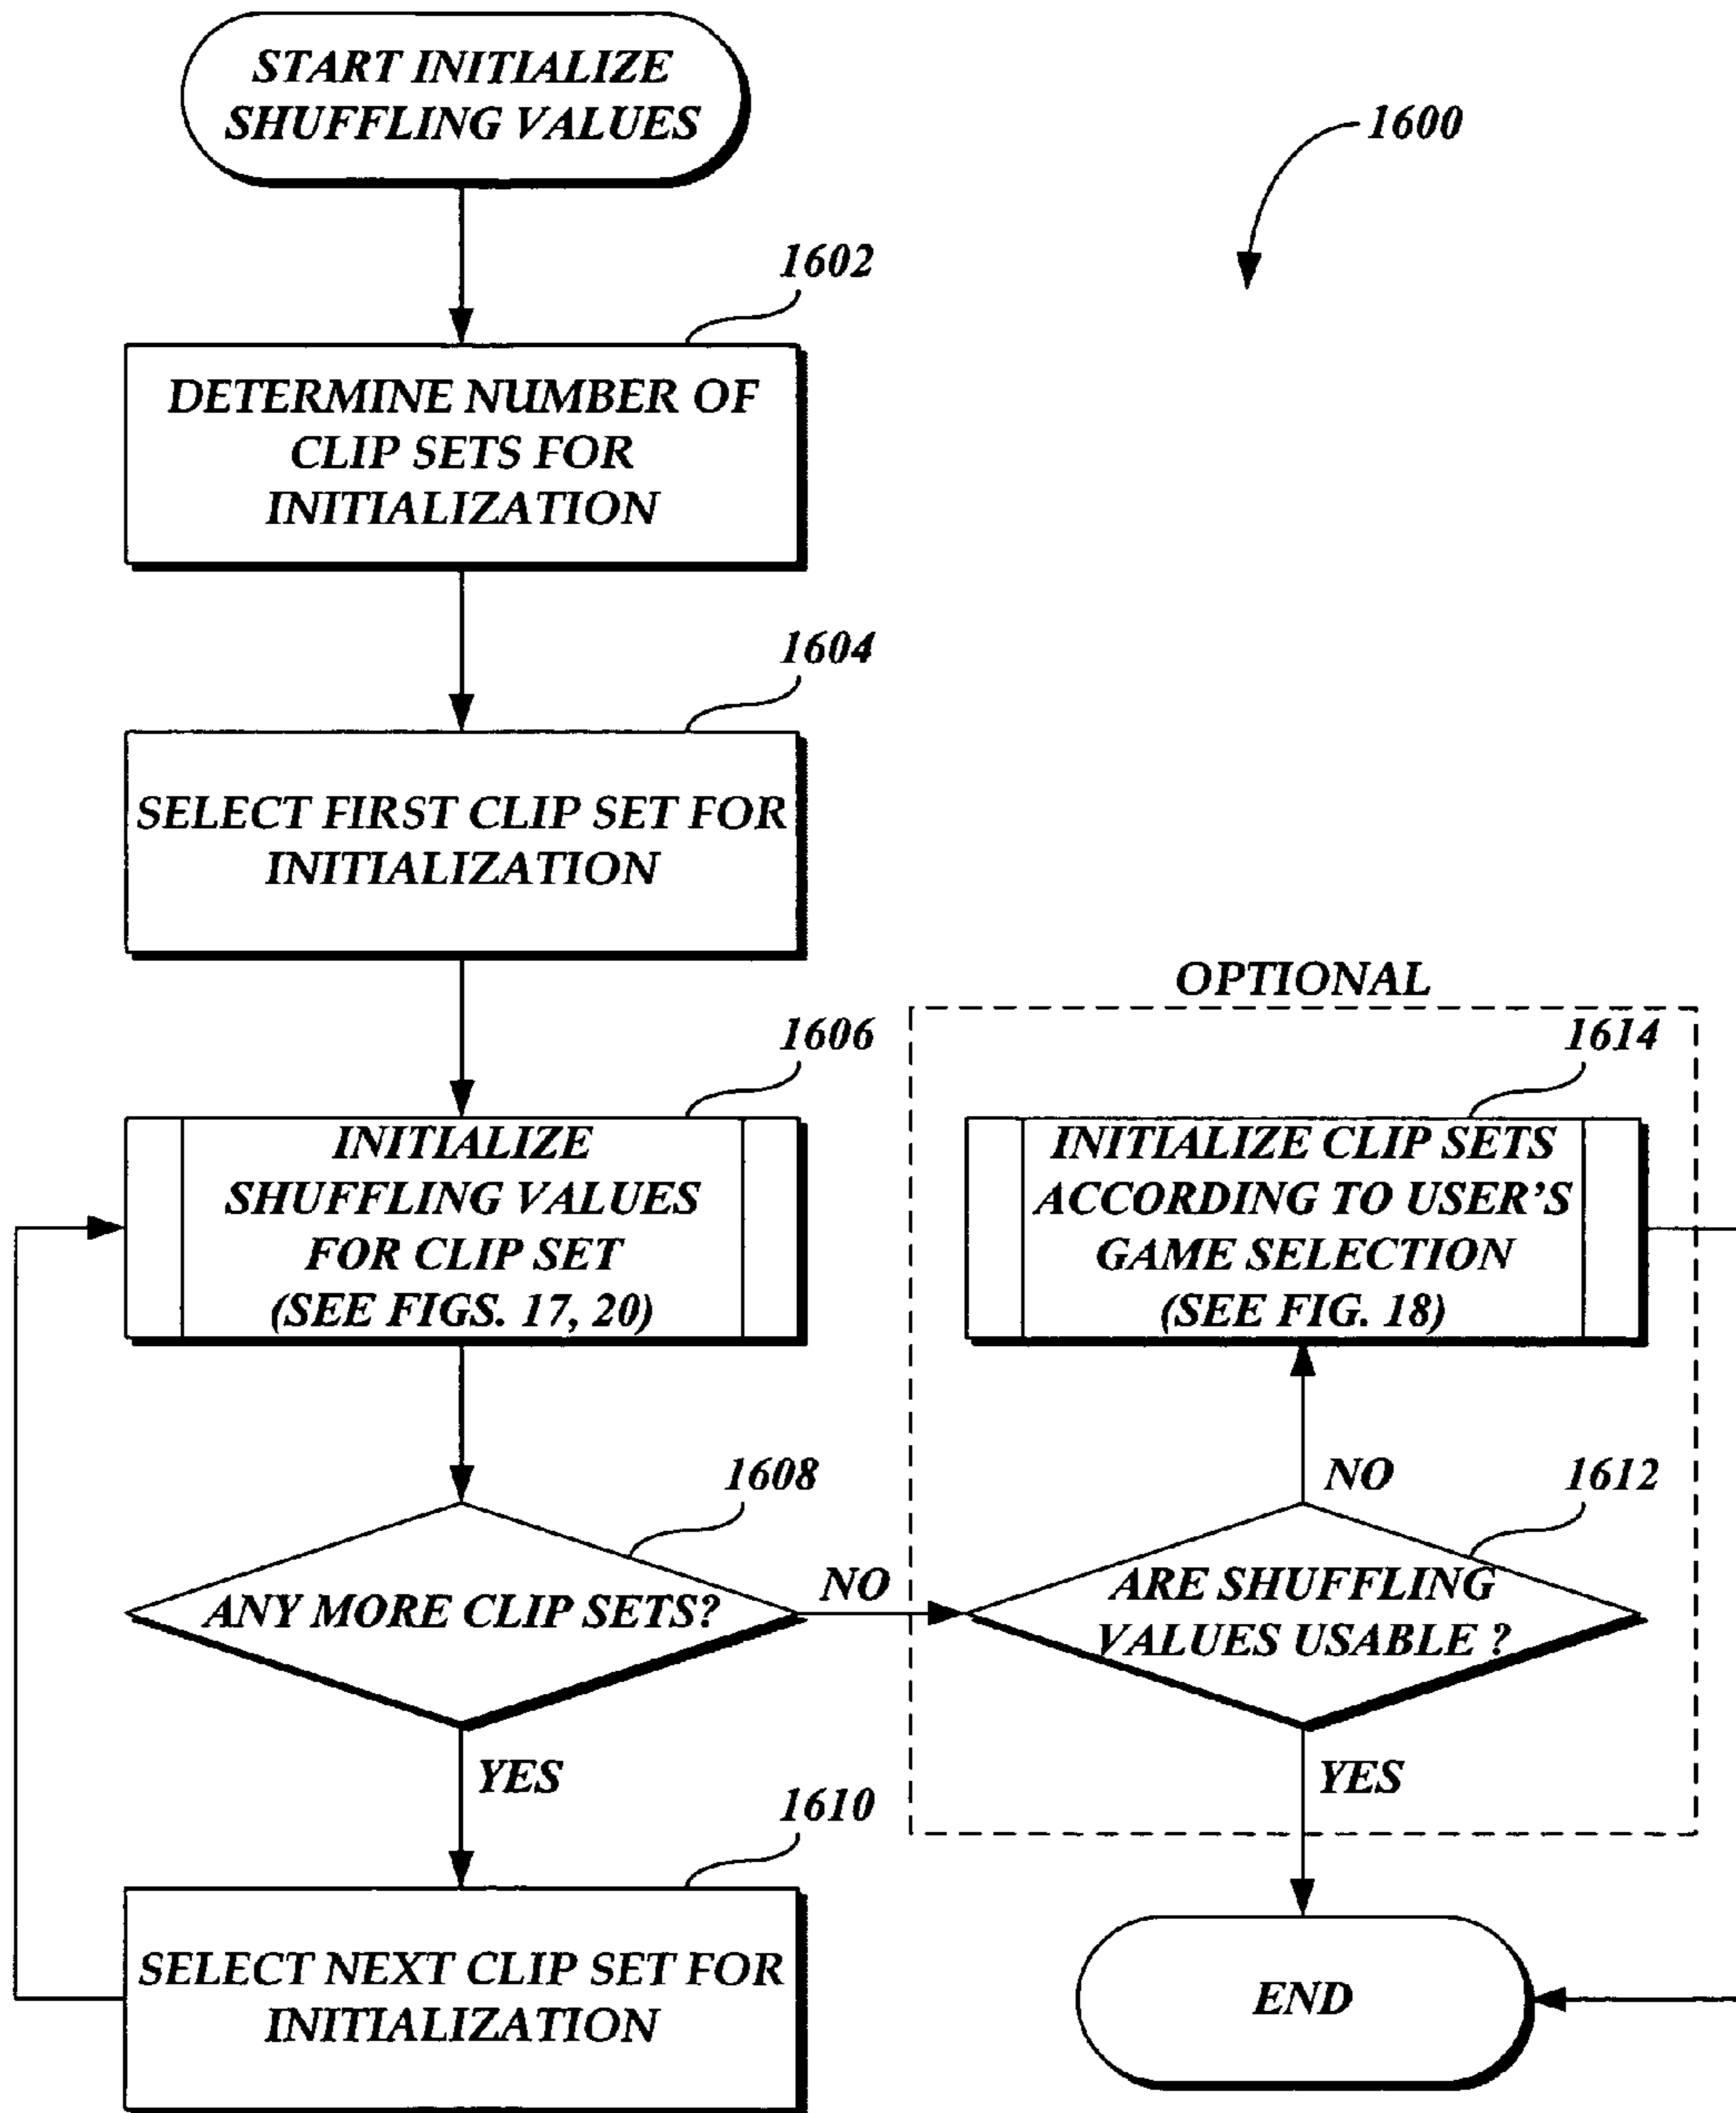 START INITIALIZE
SHUFFLING VALUES
1600
1602
DETERMINE NUMBER OF
CLIP SETS FOR
INITIALIZATION
1604
SELECT FIRST CLIP SET FOR
INITIALIZATION
OPTIONAL
1606
INITIALIZE
SHUFFLING VALUES
FOR CLIP SET
(SEE FIGS. 17, 20)
1614
INITIALIZE CLIP SETS
ACCORDING TO USER'S
GAME SELECTION
(SEE FIG. 18)
1608
ANY MORE CLIP SETS?
NO
YES
NO
1612
ARE SHUFFLING
VALUES USABLE ?
YES
1610
SELECT NEXT CLIP SET FOR
INITIALIZATION
END